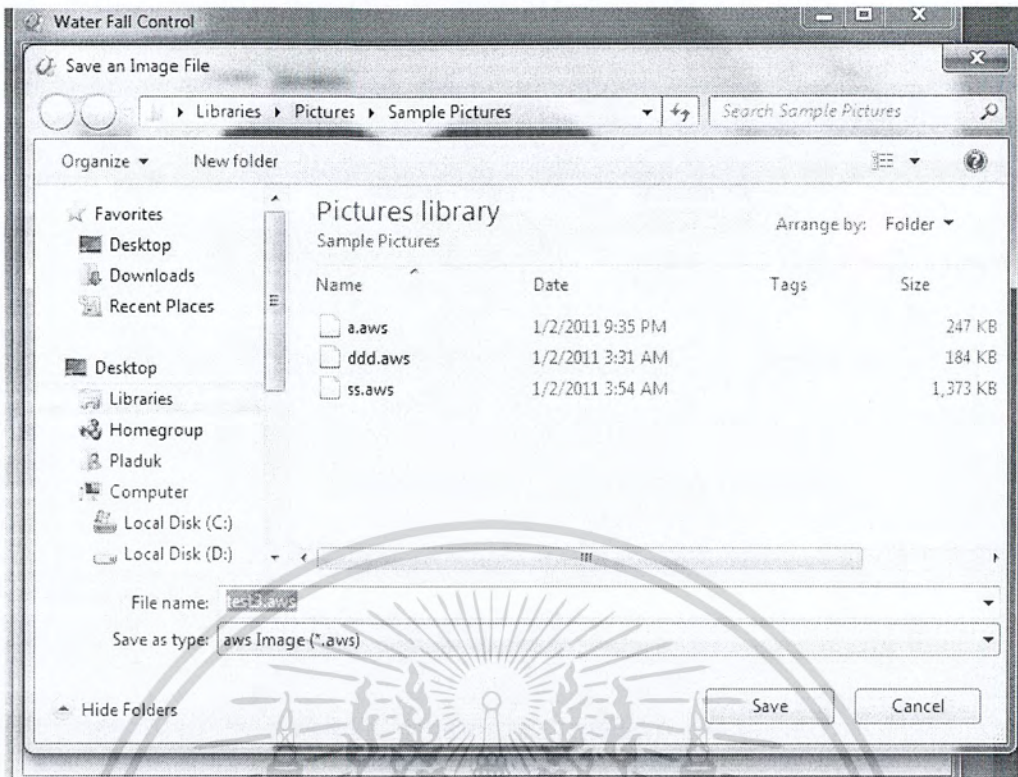 Water Fall Control
Save an Image File
Libraries Pictures Sample Pictures
Search Sample Pictures
Organize New folder
Favorites
Desktop
Downloads
Recent Places
Desktop
Libraries
Homegroup
Pladuk
Computer
Local Disk (C:)
Local Disk (D:)
Pictures library
Sample Pictures
Arrange by: Folder
Name Date Tags Size
a.aws 1/2/2011 9:35 PM 247 KB
ddd.aws 1/2/2011 3:31 AM 184 KB
ss.aws 1/2/2011 3:54 AM 1,373 KB
File name: test3.aws
Save as type: aws Image (*.aws)
Hide Folders
Save Cancel